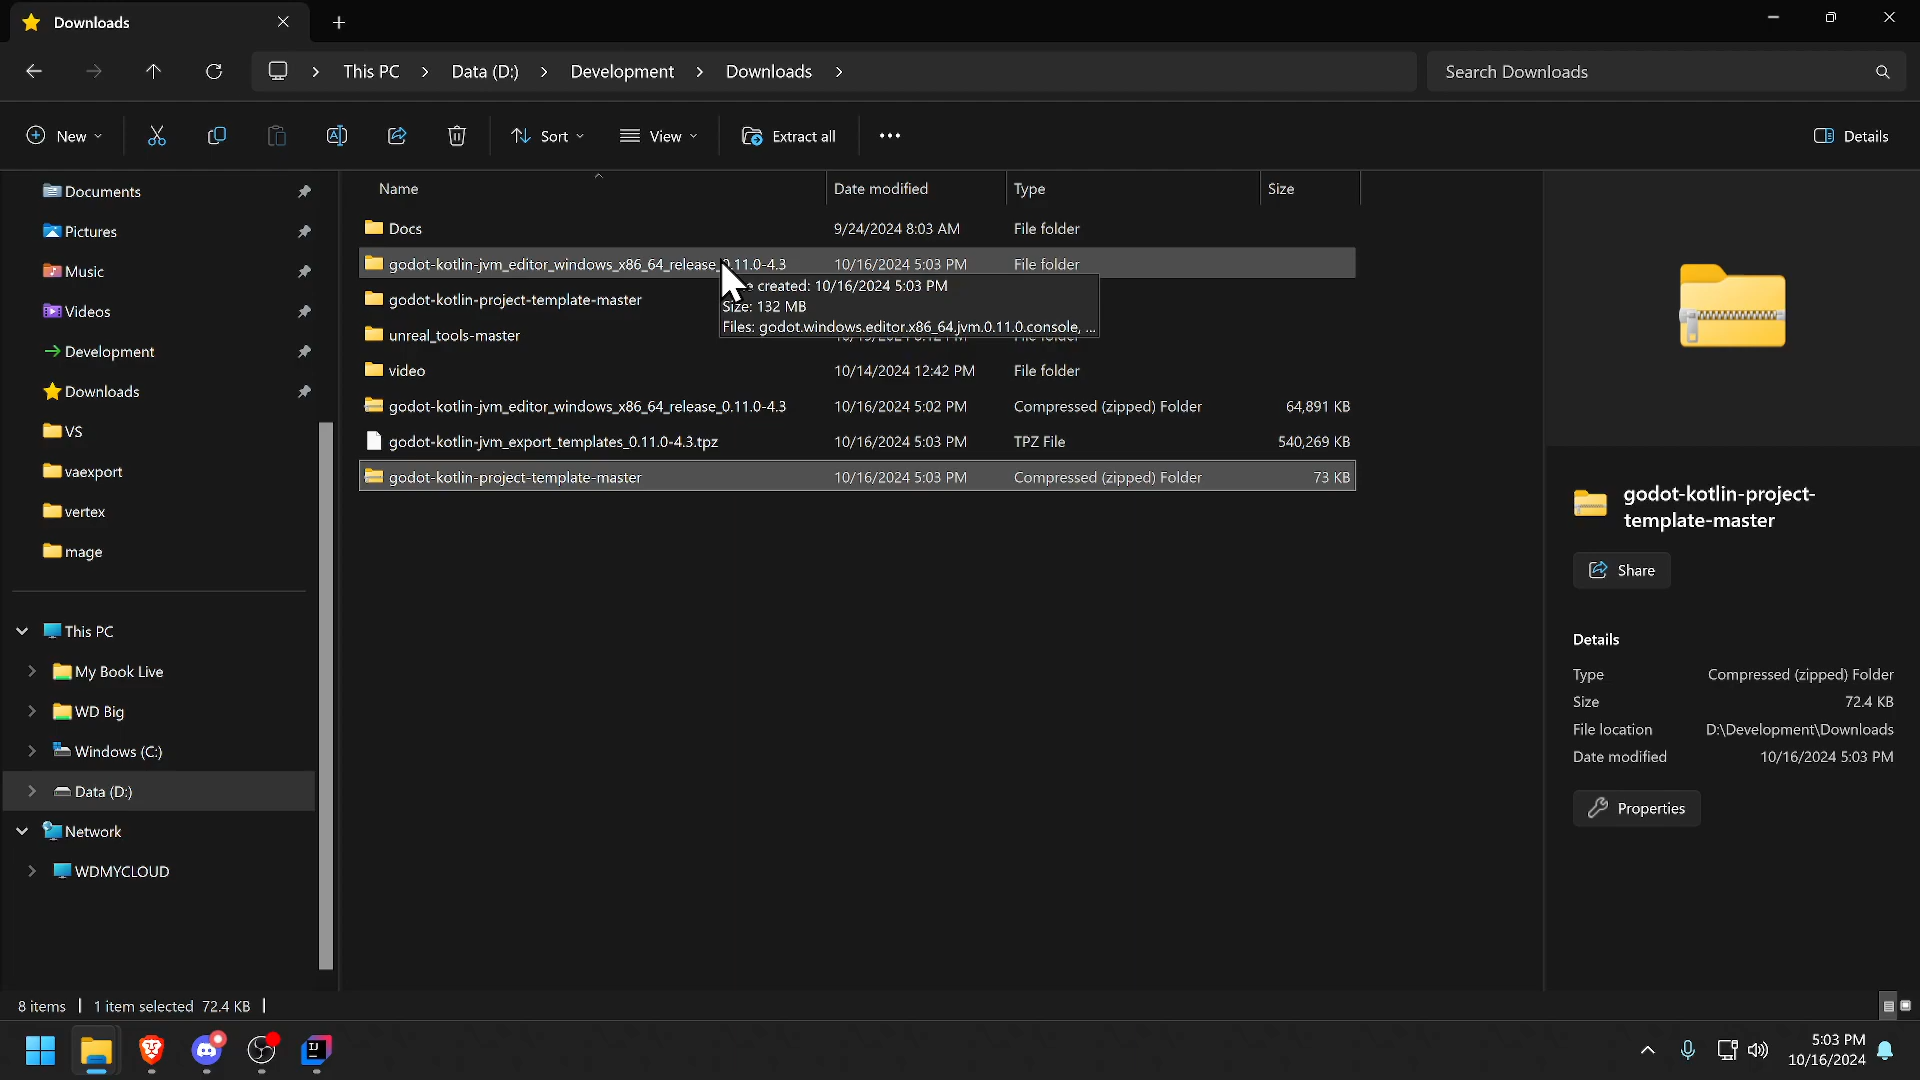 Downloads
This PC
Data (D:)
Development
Downloads
Search Downloads
New
Sort
View
Extract all
Details
Documents
Pictures
Music
Videos
Development
Downloads
VS
vaexport
vertex
mage
This PC
My Book Live
WD Big
Windows (C:)
Data (D:)
Network
WDMYCLOUD
Name Date modified Type Size
Docs 9/24/2024 8:03 AM File folder
godot-kotlin-jvm_editor_windows_x86_64_release_0.11.0-4.3 10/16/2024 5:03 PM File folder
created: 10/16/2024 5:03 PM
Size: 132 MB
Files: godot.windows.editor.x86_64.jvm.0.11.0.console, ...
godot-kotlin-project-template-master
unreal_tools-master
video 10/14/2024 12:42 PM File folder
godot-kotlin-jvm_editor_windows_x86_64_release_0.11.0-4.3 10/16/2024 5:02 PM Compressed (zipped) Folder 64,891 KB
godot-kotlin-jvm_export_templates_0.11.0-4.3.tpz 10/16/2024 5:03 PM TPZ File 540,269 KB
godot-kotlin-project-template-master 10/16/2024 5:03 PM Compressed (zipped) Folder 73 KB
godot-kotlin-project-
template-master
Share
Details
Type Compressed (zipped) Folder
Size 72.4 KB
File location D:\Development\Downloads
Date modified 10/16/2024 5:03 PM
Properties
8 items 1 item selected 72.4 KB
IJ
5:03 PM
10/16/2024